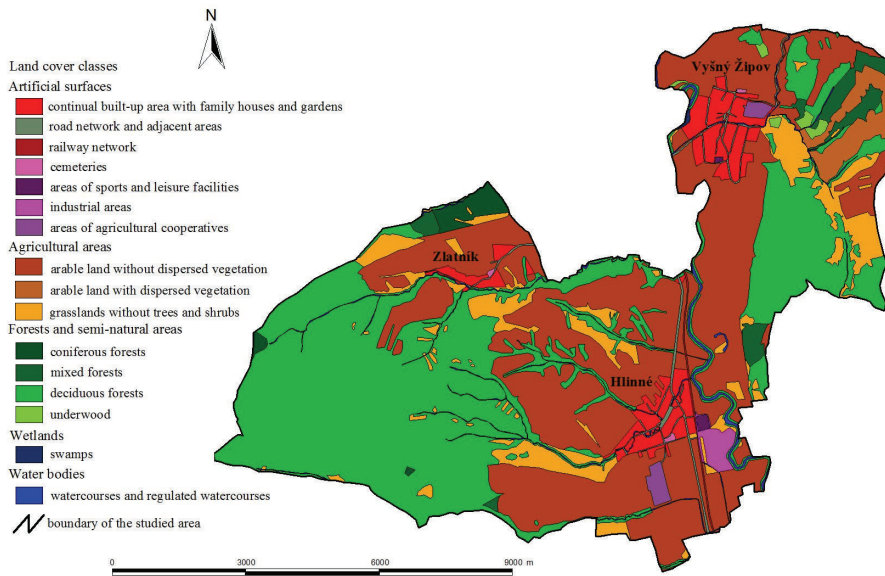 N
Land cover classes
Artificial surfaces
continual built-up area with family houses and gardens
road network and adjacent areas
railway network
cemeteries
areas of sports and leisure facilities
industrial areas
areas of agricultural cooperatives
Agricultural areas
arable land without dispersed vegetation
arable land with dispersed vegetation
grasslands without trees and shrubs
Forests and semi-natural areas
coniferous forests
mixed forests
deciduous forests
underwood
Wetlands
swamps
Water bodies
watercourses and regulated watercourses
boundary of the studied area
Vyšný Žipov
Zlatník
Hlinné
0 3000 6000 9000 m